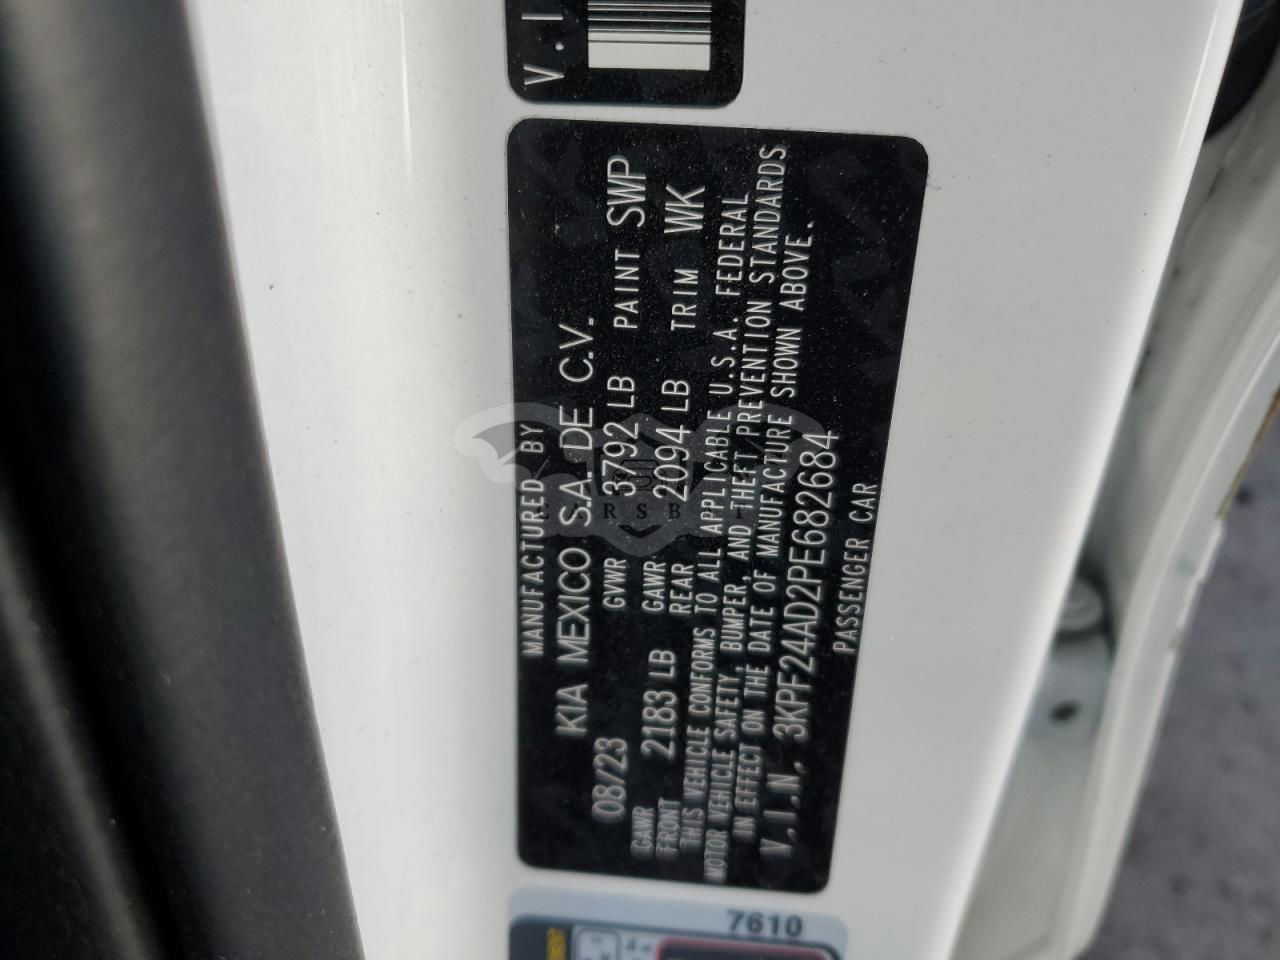 V.I
MANUFACTURED BY
KIA MEXICO S.A. DE C.V.
08/23 GVWR 3792 LB PAINT SWP
GAWR FRONT 2183 LB GAWR REAR 2094 LB TRIM WK
THIS VEHICLE CONFORMS TO ALL APPLICABLE U.S.A. FEDERAL
MOTOR VEHICLE SAFETY, BUMPER, AND THEFT PREVENTION STANDARDS
IN EFFECT ON THE DATE OF MANUFACTURE SHOWN ABOVE.
V.I.N. 3KPF24AD2PE682684
PASSENGER CAR
7610